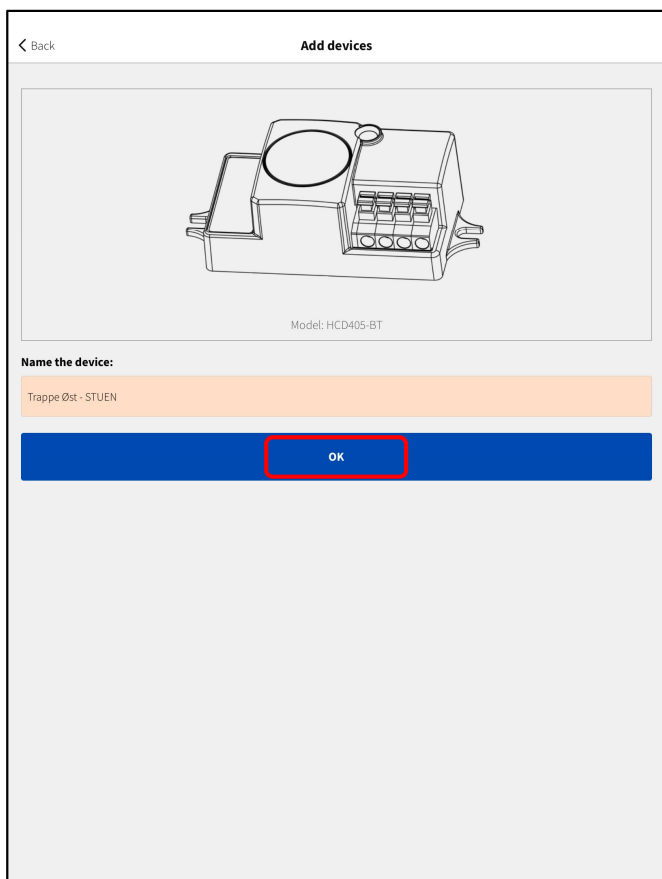 Back
Add devices
Model: HCD405-BT
Name the device:
Trappe Øst - STUEN
OK